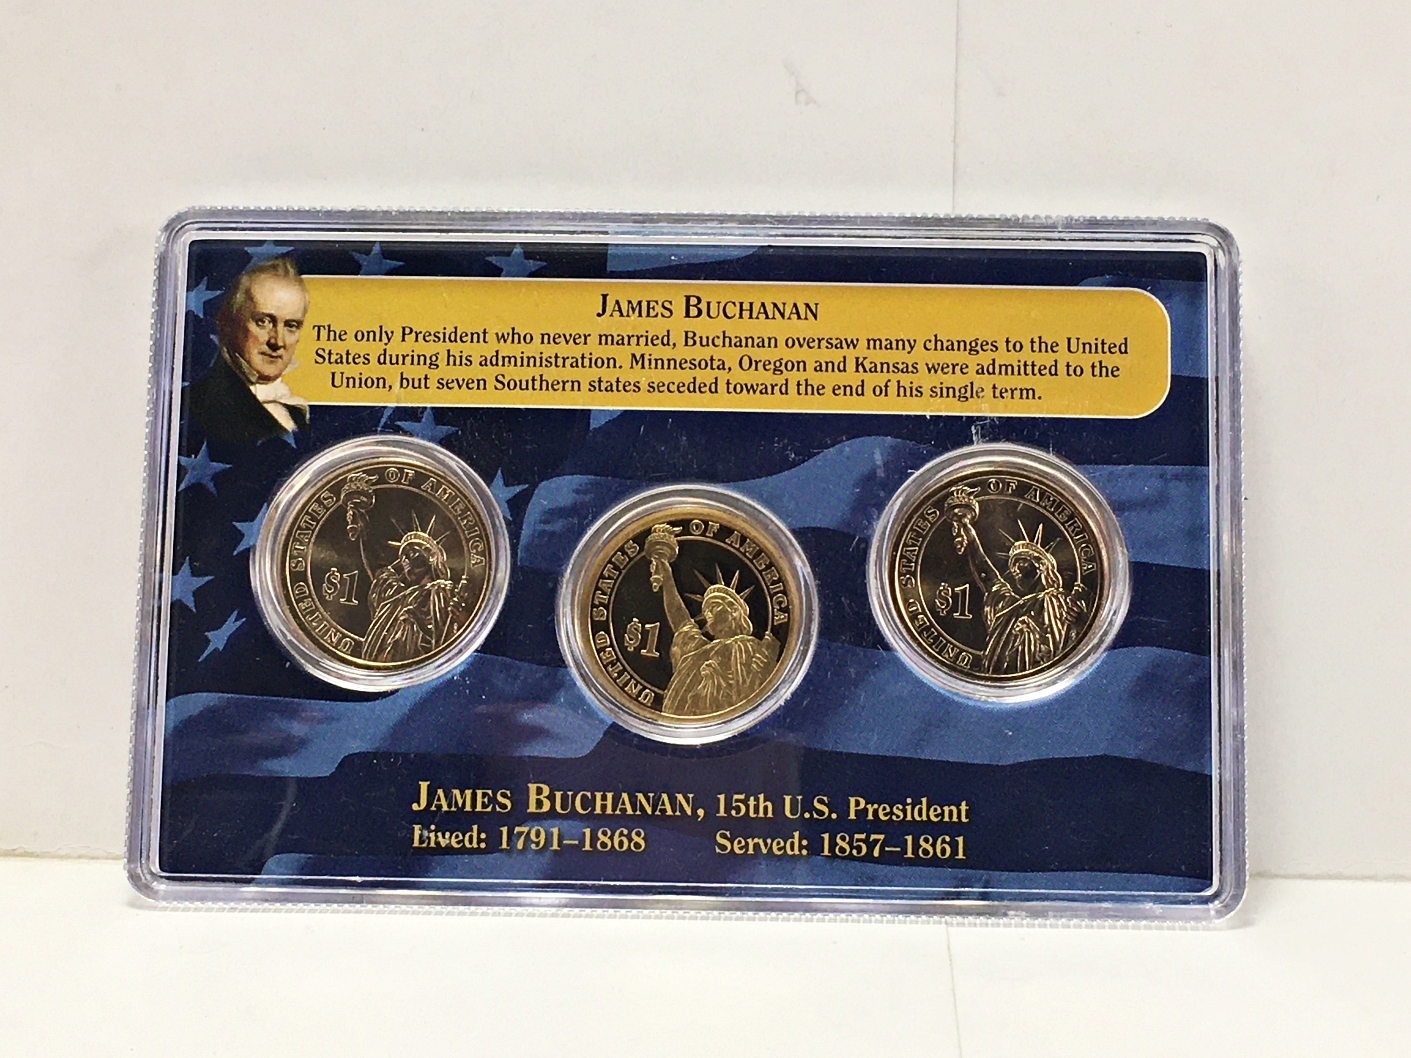 JAMES BUCHANAN
The only President who never married, Buchanan oversaw many changes to the United
States during his administration. Minnesota, Oregon and Kansas were admitted to the
Union, but seven Southern states seceded toward the end of his single term.
UNITED STATES OF AMERICA
$1
UNITED STATES OF AMERICA
$1
UNITED STATES OF AMERICA
$1
JAMES BUCHANAN, 15th U.S. President
Lived: 1791–1868 Served: 1857–1861